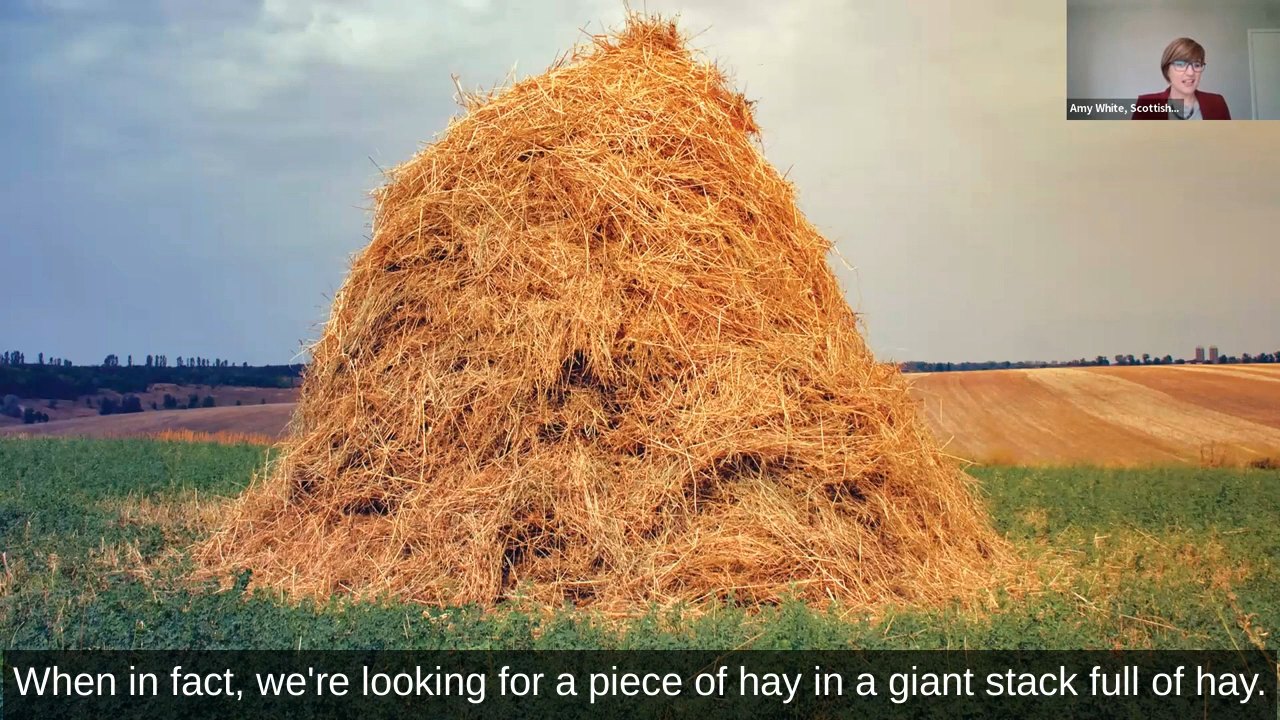 Amy White, Scottish...
When in fact, we're looking for a piece of hay in a giant stack full of hay.